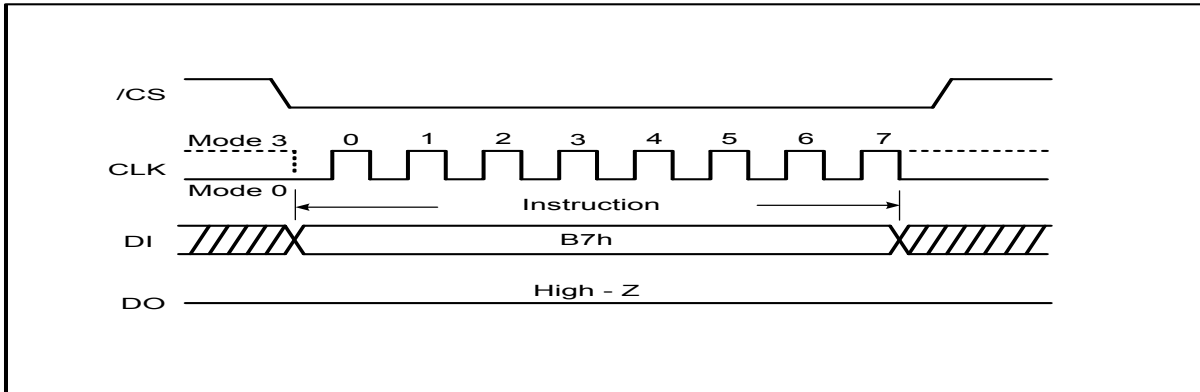 /CS
Mode 3 0 1 2 3 4 5 6 7
CLK
Mode 0
Instruction
DI B7h
High - Z
DO